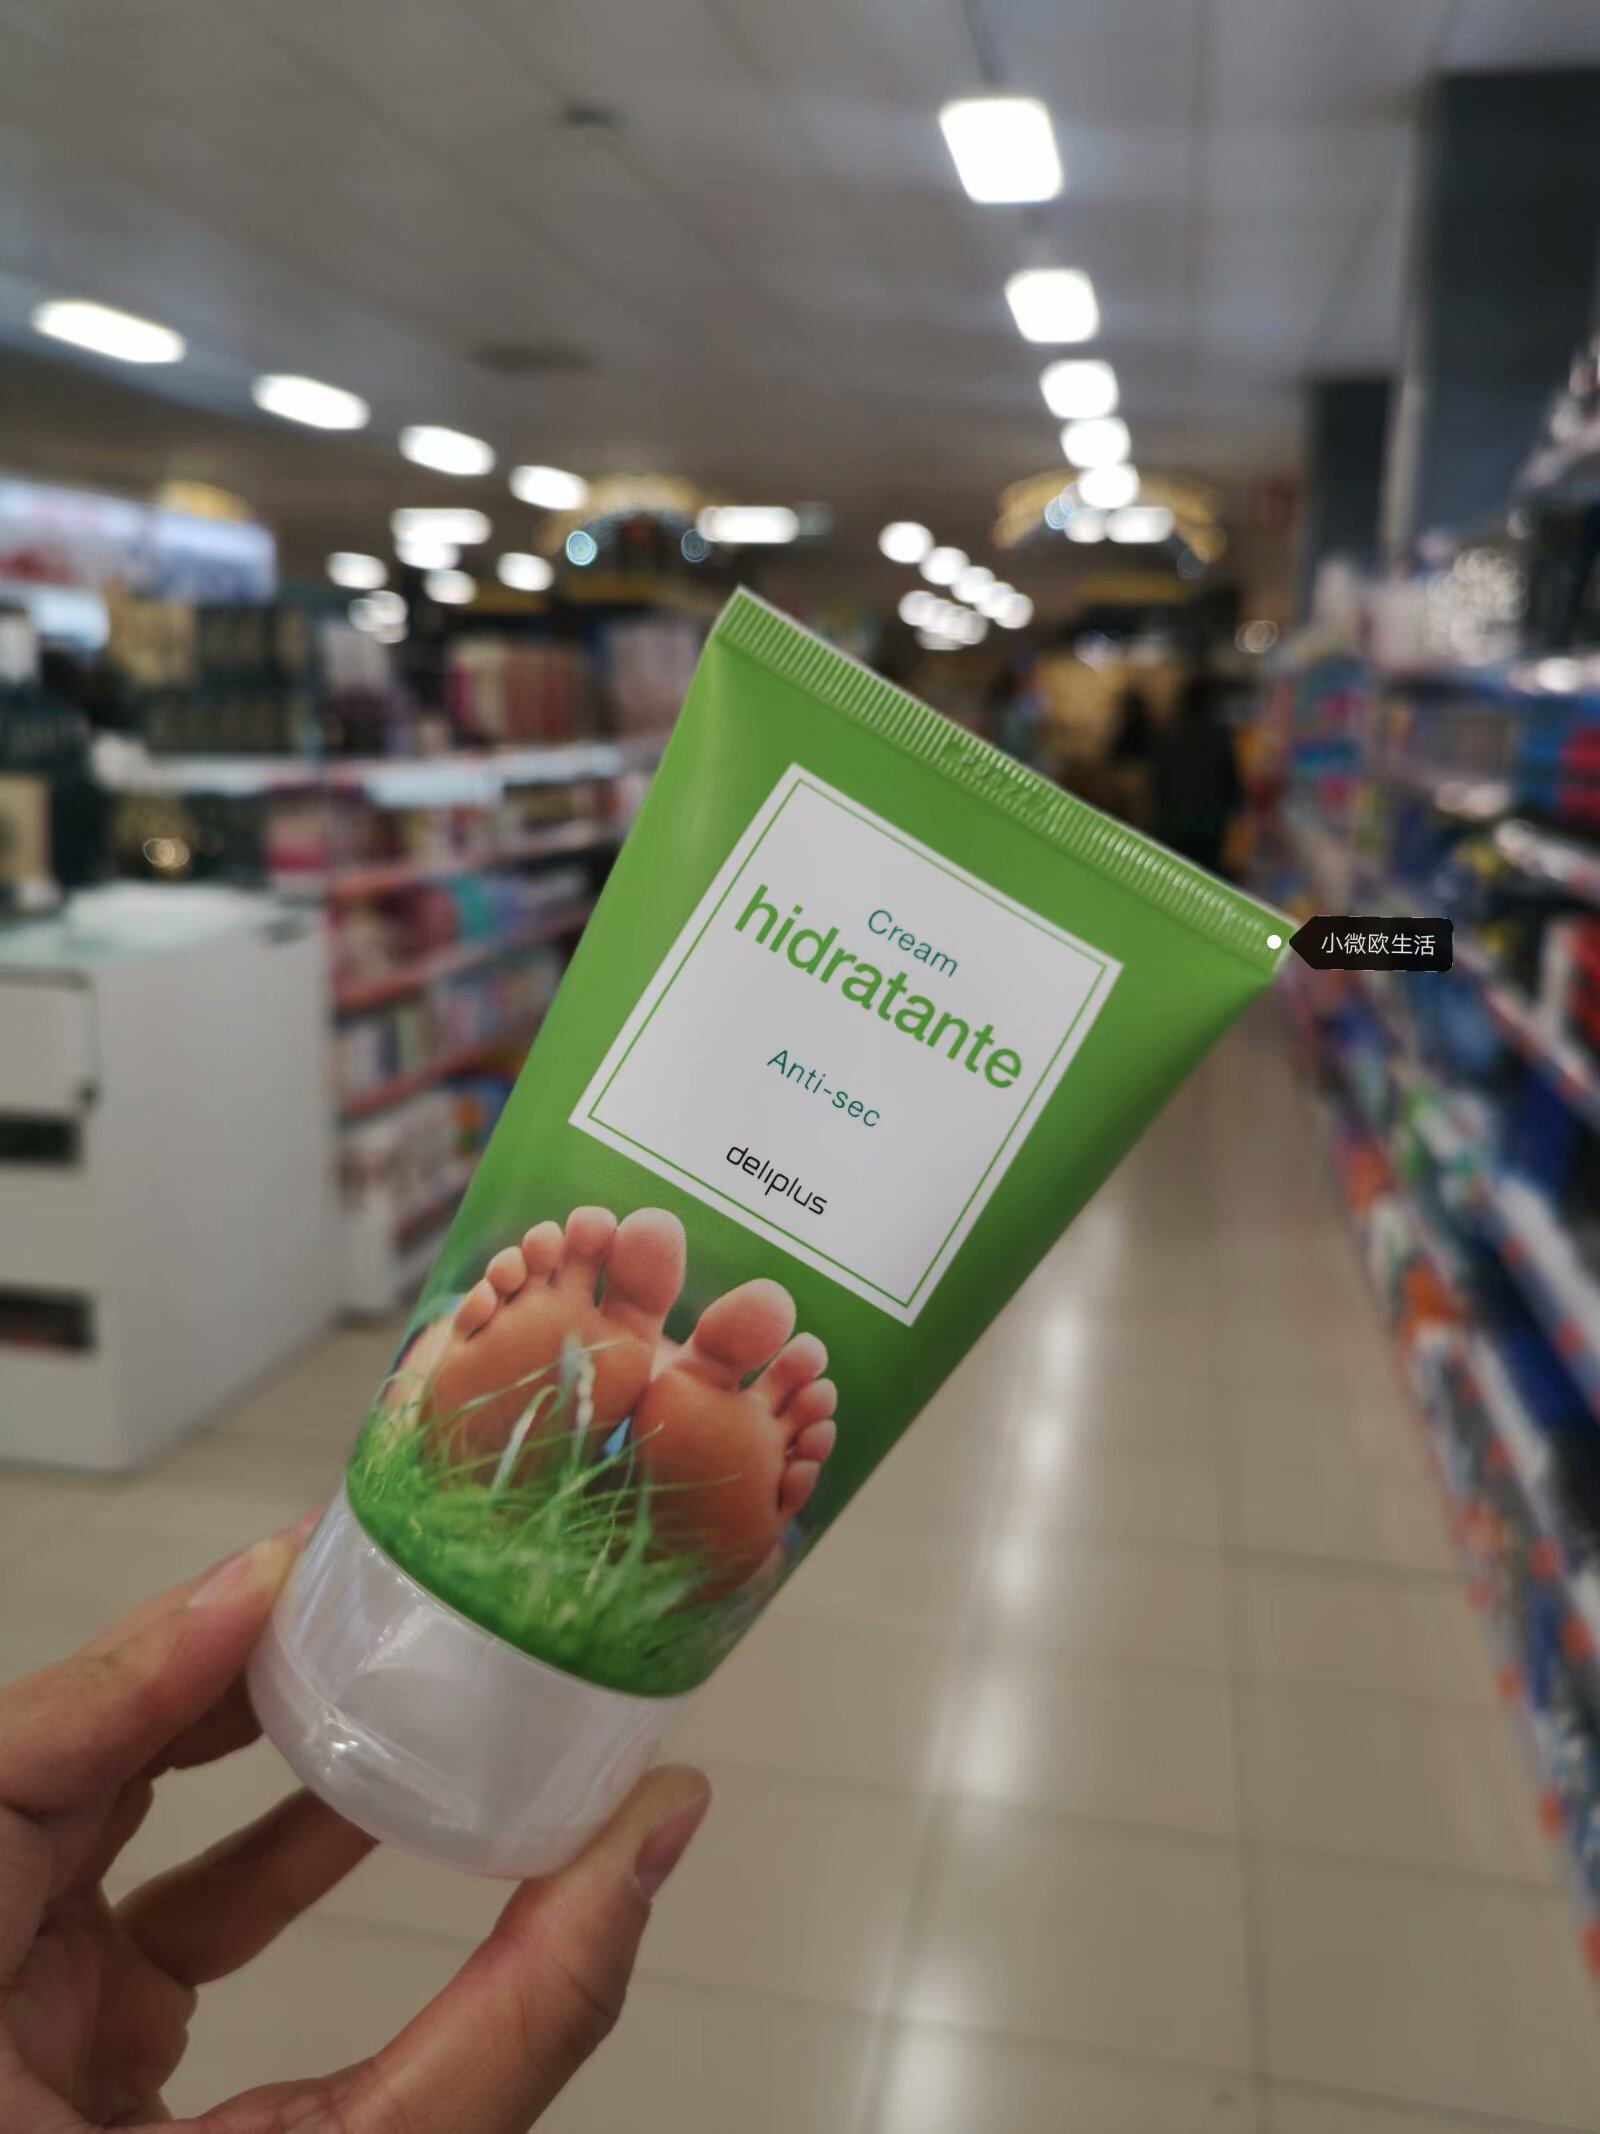 Cream
hidratante
Anti-sec
deliplus
小微欧生活